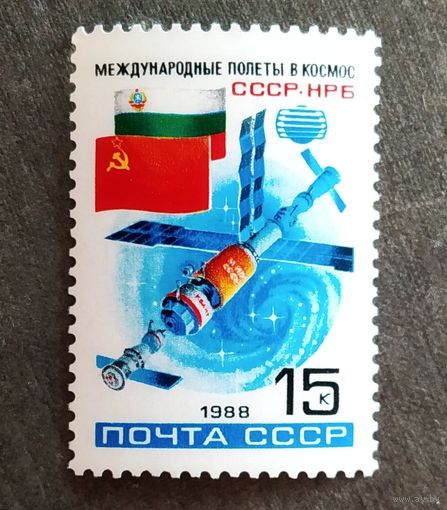 МЕЖДУНАРОДНЫЕ ПОЛЕТЫ В КОСМОС
СССР·НРБ
1988
15 к
ПОЧТА СССР